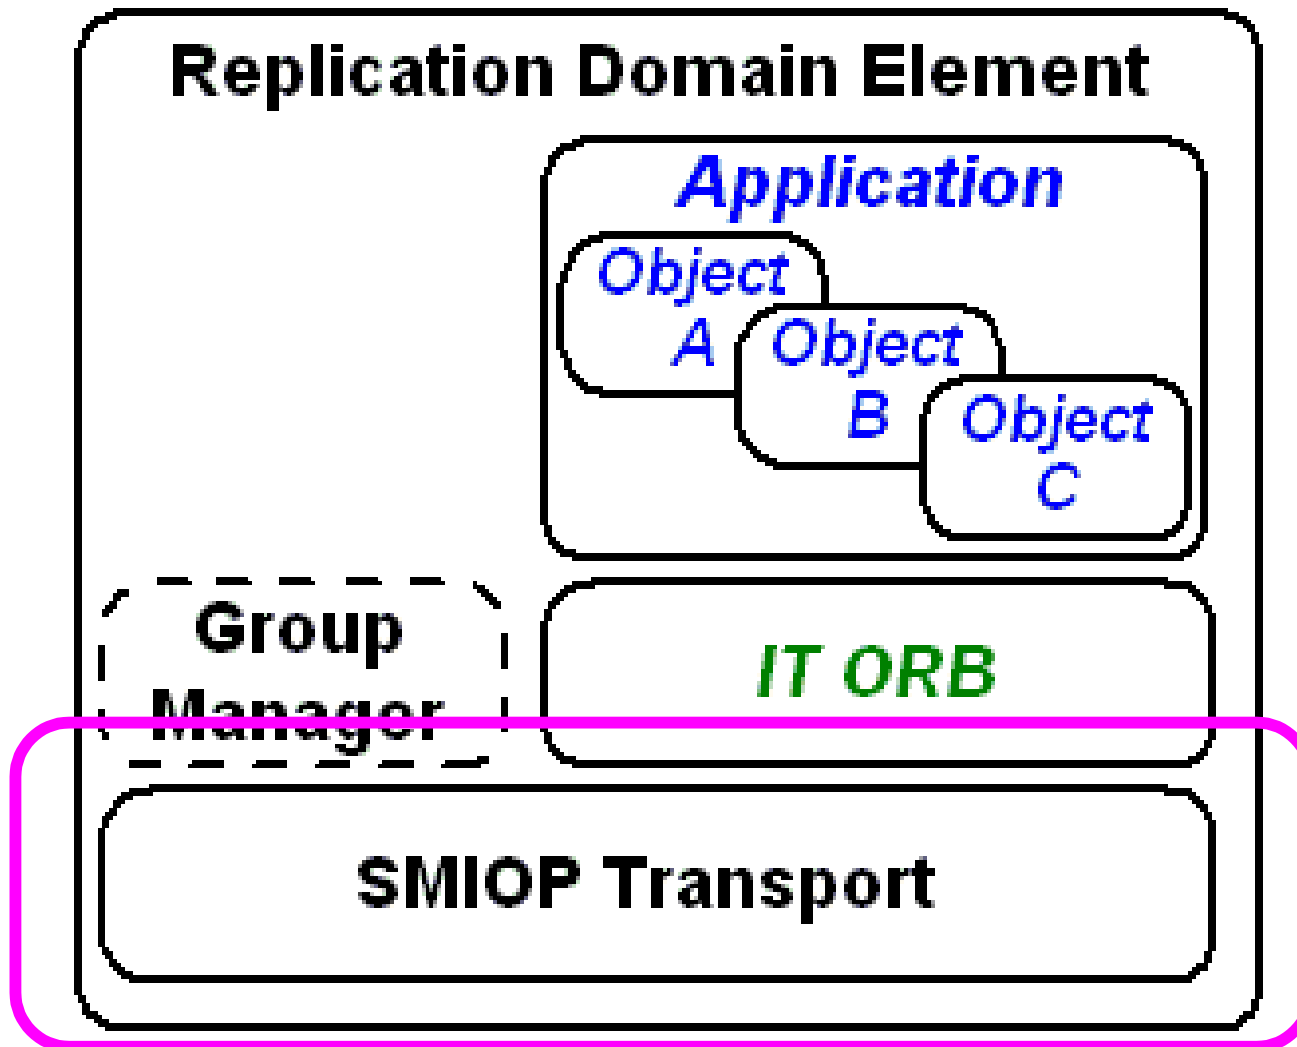 Replication Domain Element
Application
Object
A
Object
B
Object
C
Group
Manager
IT ORB
SMIOP Transport